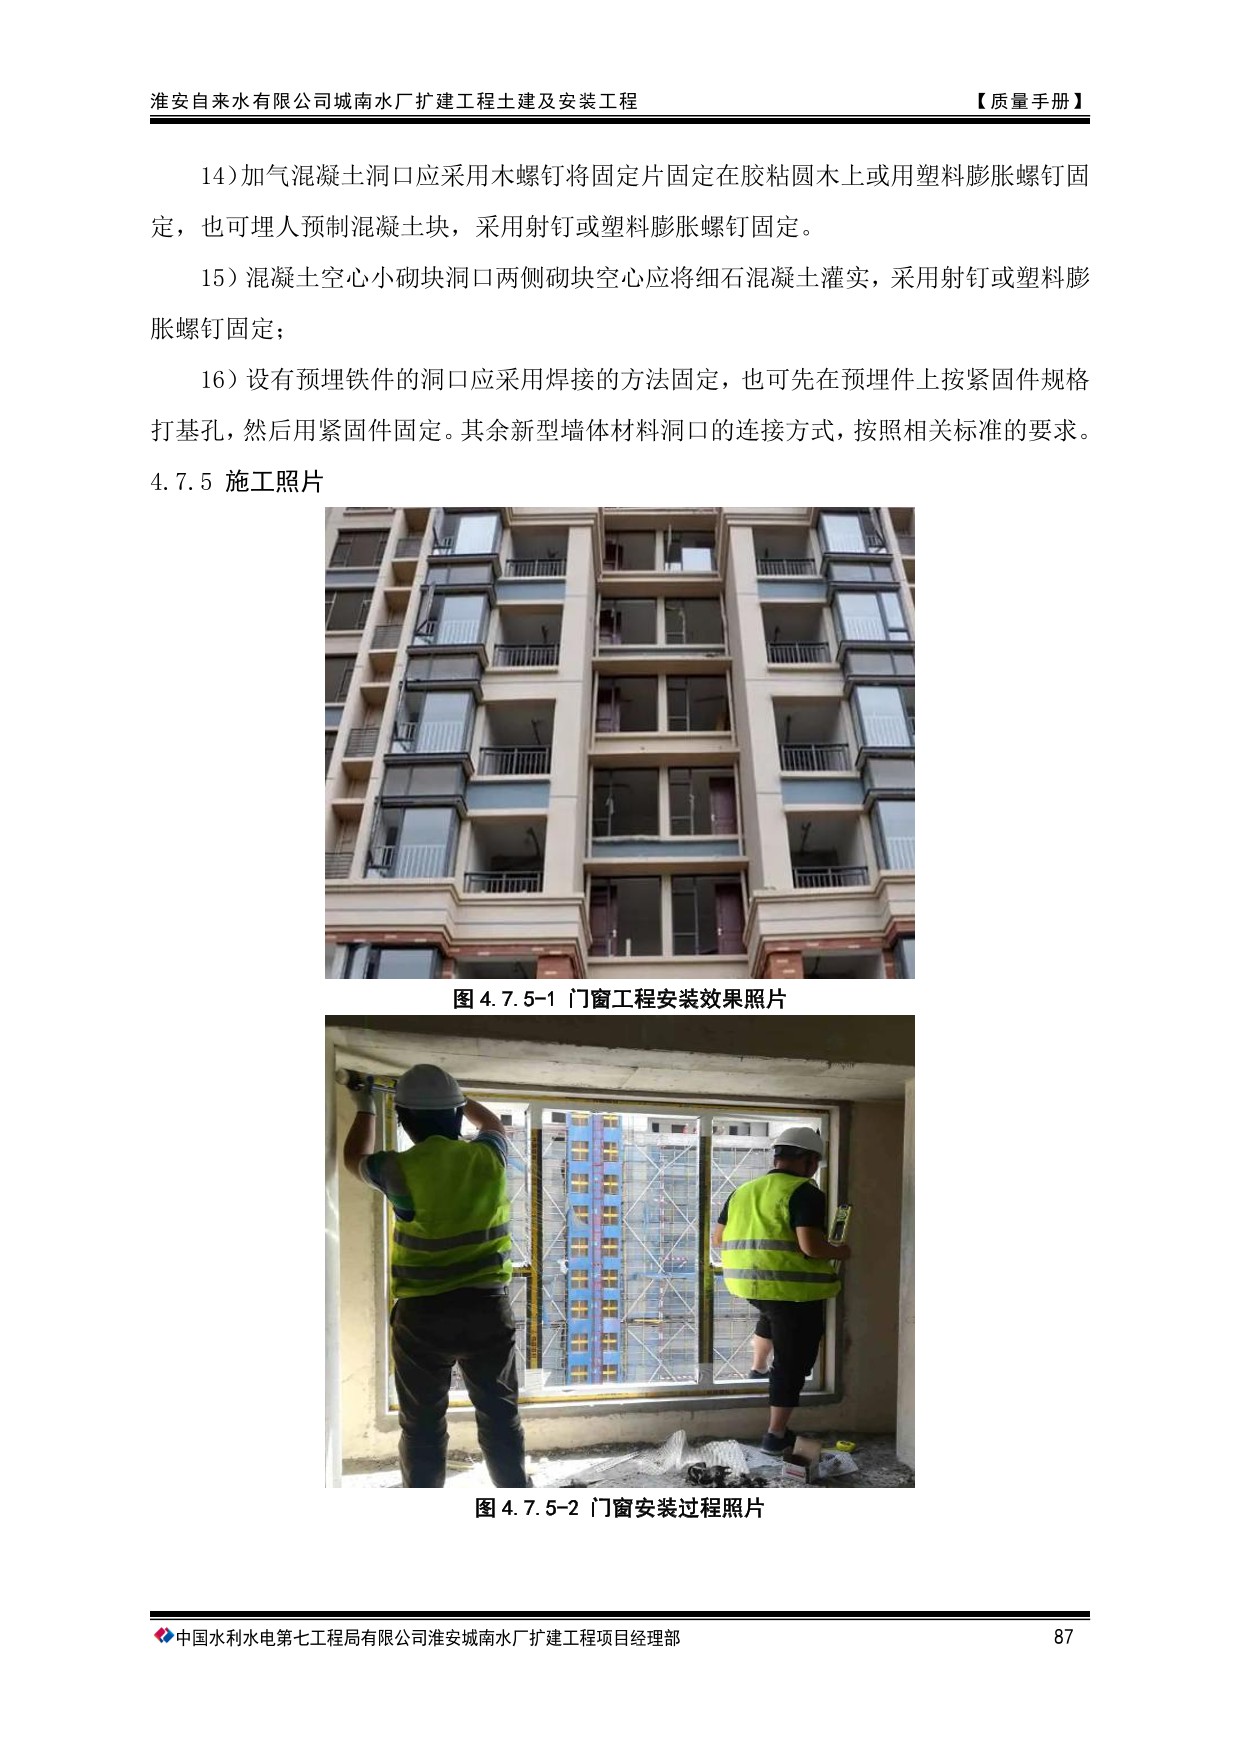 淮安自来水有限公司城南水厂扩建工程土建及安装工程 【质量手册】
14)加气混凝土洞口应采用木螺钉将固定片固定在胶粘圆木上或用塑料膨胀螺钉固
定，也可埋人预制混凝土块，采用射钉或塑料膨胀螺钉固定。
15）混凝土空心小砌块洞口两侧砌块空心应将细石混凝土灌实，采用射钉或塑料膨
胀螺钉固定；
16）设有预埋铁件的洞口应采用焊接的方法固定，也可先在预埋件上按紧固件规格
打基孔，然后用紧固件固定。其余新型墙体材料洞口的连接方式，按照相关标准的要求。
4.7.5 施工照片
图 4.7.5-1 门窗工程安装效果照片
图 4.7.5-2 门窗安装过程照片
中国水利水电第七工程局有限公司淮安城南水厂扩建工程项目经理部 87